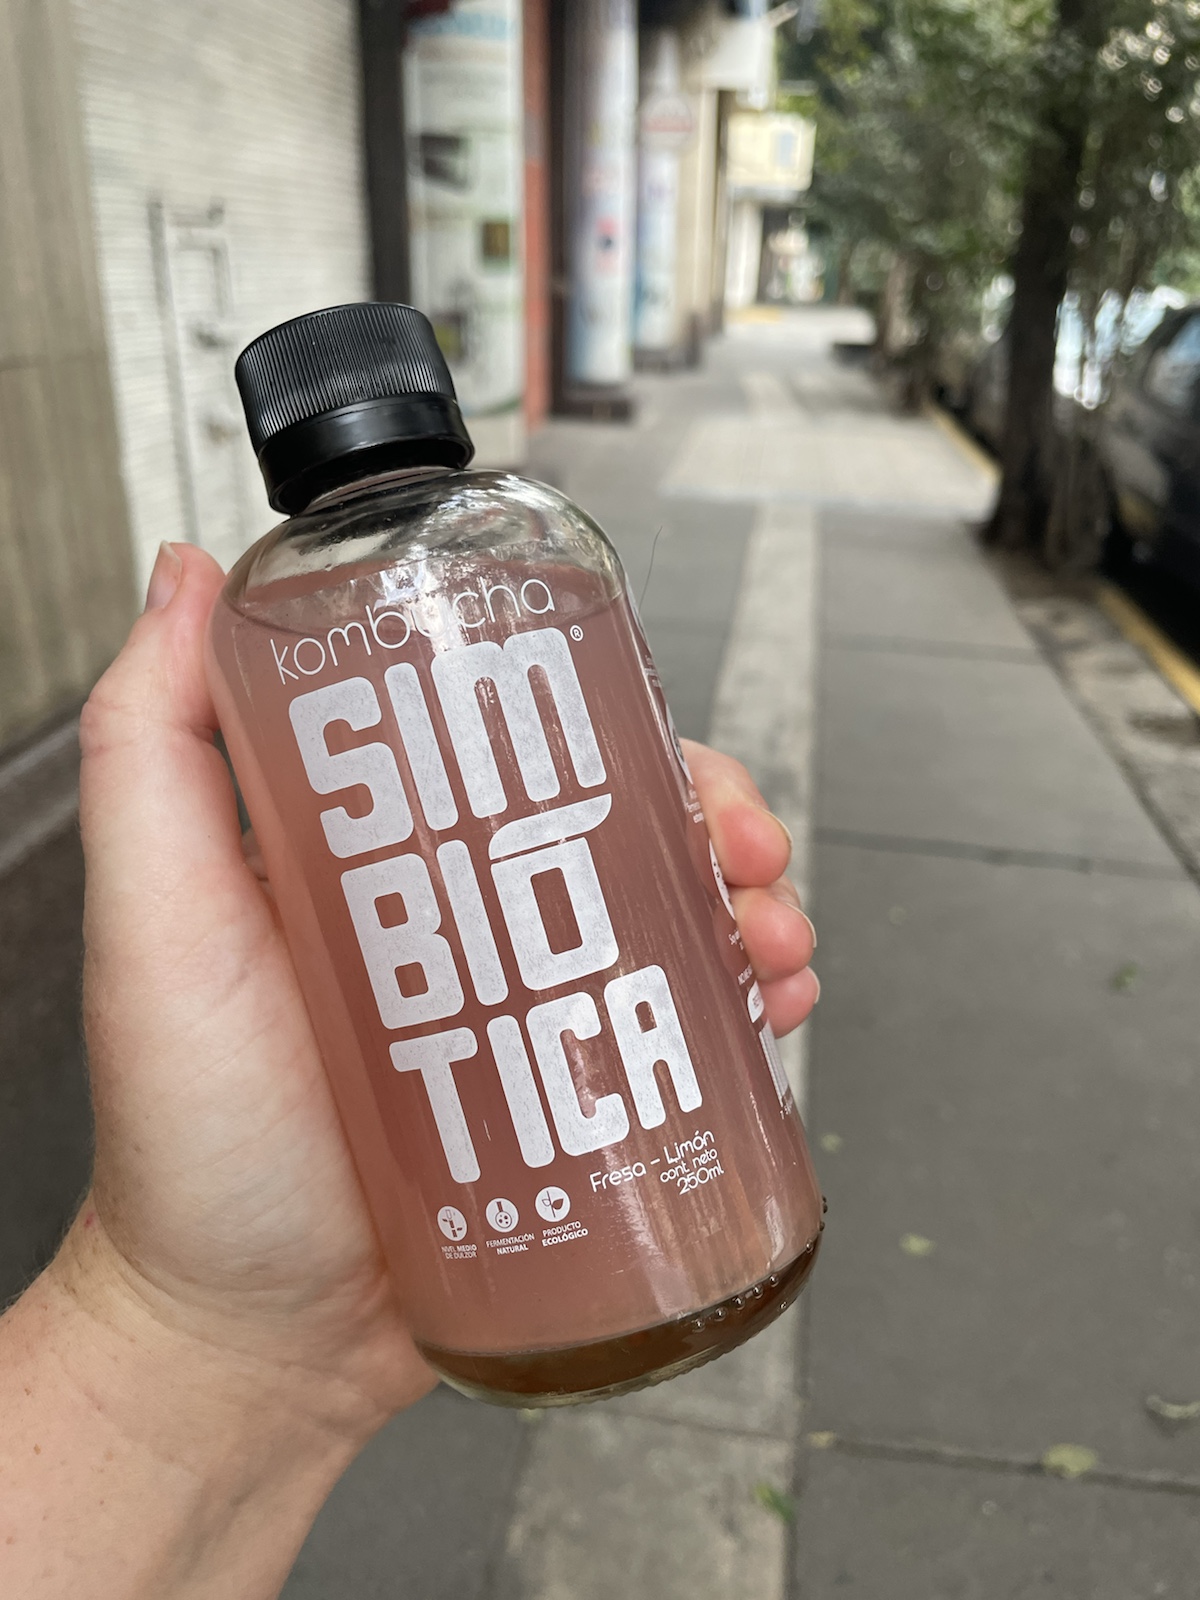 kombucha
SIM®
BIÓ
TICA
Fresa - Limón
cont. neto
250ml
NIVEL MEDIO
DE DULZOR
FERMENTACIÓN
NATURAL
PRODUCTO
ECOLÓGICO